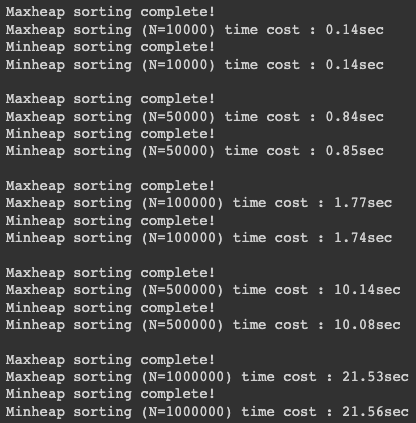 Maxheap sorting complete!
Maxheap sorting (N=10000) time cost : 0.14sec
Minheap sorting complete!
Minheap sorting (N=10000) time cost : 0.14sec
Maxheap sorting complete!
Maxheap sorting (N=50000) time cost : 0.84sec
Minheap sorting complete!
Minheap sorting (N=50000) time cost : 0.85sec
Maxheap sorting complete!
Maxheap sorting (N=100000) time cost : 1.77sec
Minheap sorting complete!
Minheap sorting (N=100000) time cost : 1.74sec
Maxheap sorting complete!
Maxheap sorting (N=500000) time cost : 10.14sec
Minheap sorting complete!
Minheap sorting (N=500000) time cost : 10.08sec
Maxheap sorting complete!
Maxheap sorting (N=1000000) time cost : 21.53sec
Minheap sorting complete!
Minheap sorting (N=1000000) time cost : 21.56sec